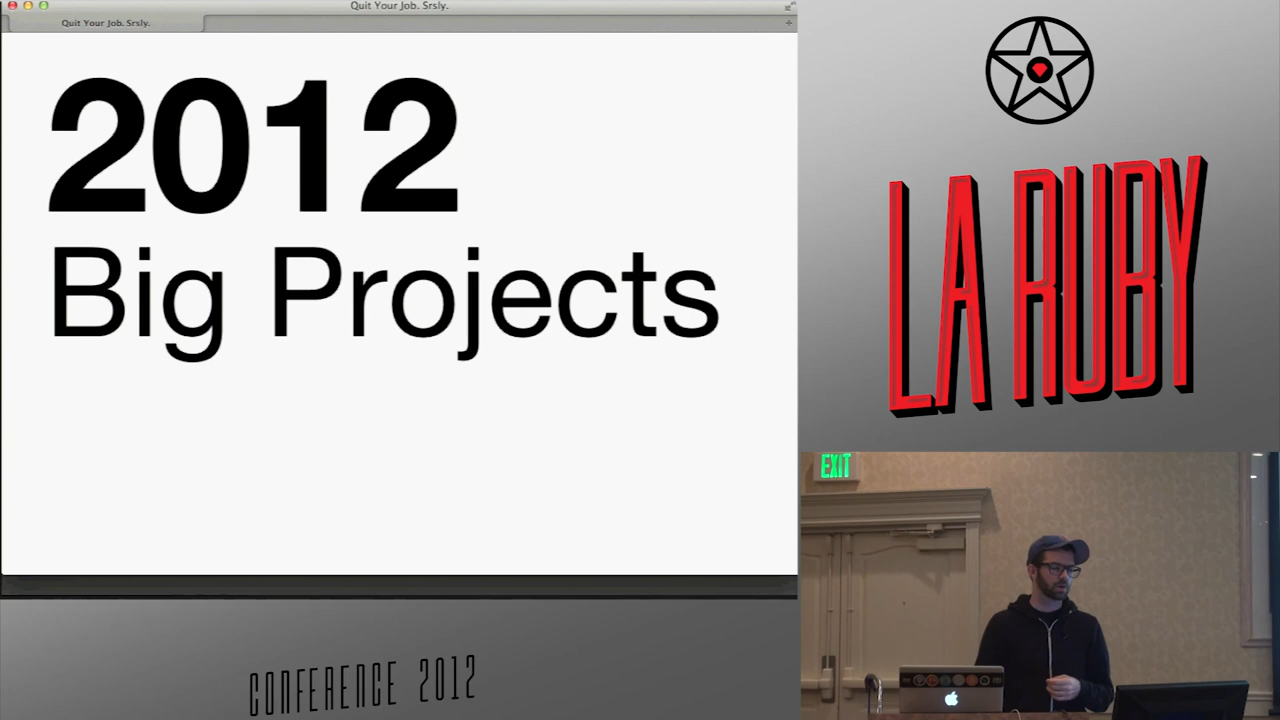 Quit Your Job. Srsly.
Quit Your Job. Srsly.
2012
Big Projects
LA RUBY
EXIT
CONFERENCE 2012